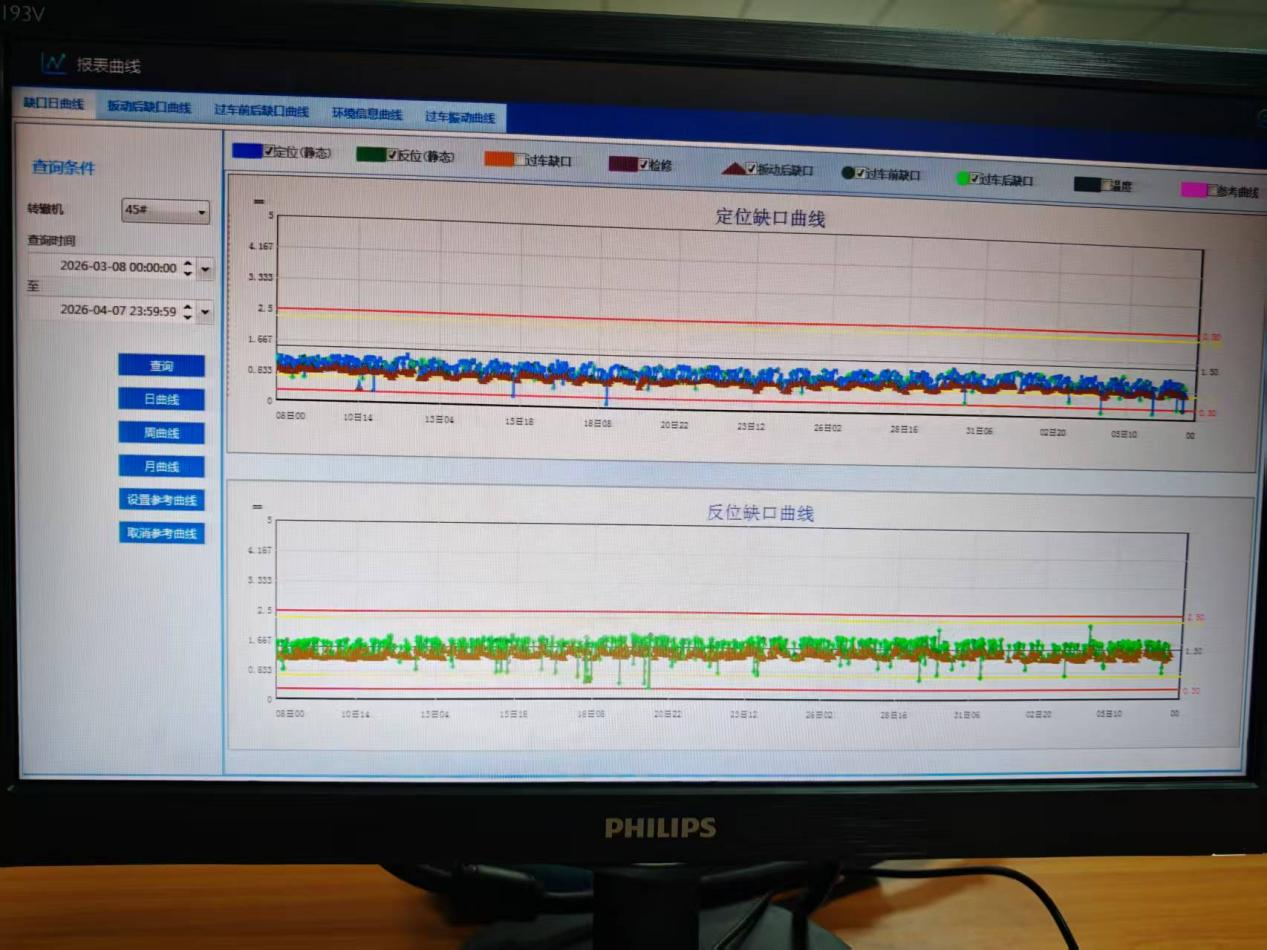 193V
报表曲线
缺口日曲线 扳动后缺口曲线 过车前后缺口曲线 环境信息曲线 过车振动曲线
查询条件
转辙机 45#
查询时间
2026-03-08 00:00:00
至
2026-04-07 23:59:59
查询
日曲线
周曲线
月曲线
设置参考曲线
取消参考曲线
定位(静态) 反位(静态) 过车缺口 检修 扳动后缺口 过车前缺口 过车后缺口 温度 参考曲线
定位缺口曲线
5
4.167
3.333
2.5
1.667
0.833
0
2.50
1.50
0.30
08日00 10日14 13日04 15日18 18日08 20日22 23日12 26日02 28日16 31日06 02日20 05日10 00
反位缺口曲线
5
4.167
3.333
2.5
1.667
0.833
0
2.50
1.50
0.30
08日00 10日14 13日04 15日18 18日08 20日22 23日12 26日02 28日16 31日06 02日20 05日10 00
PHILIPS